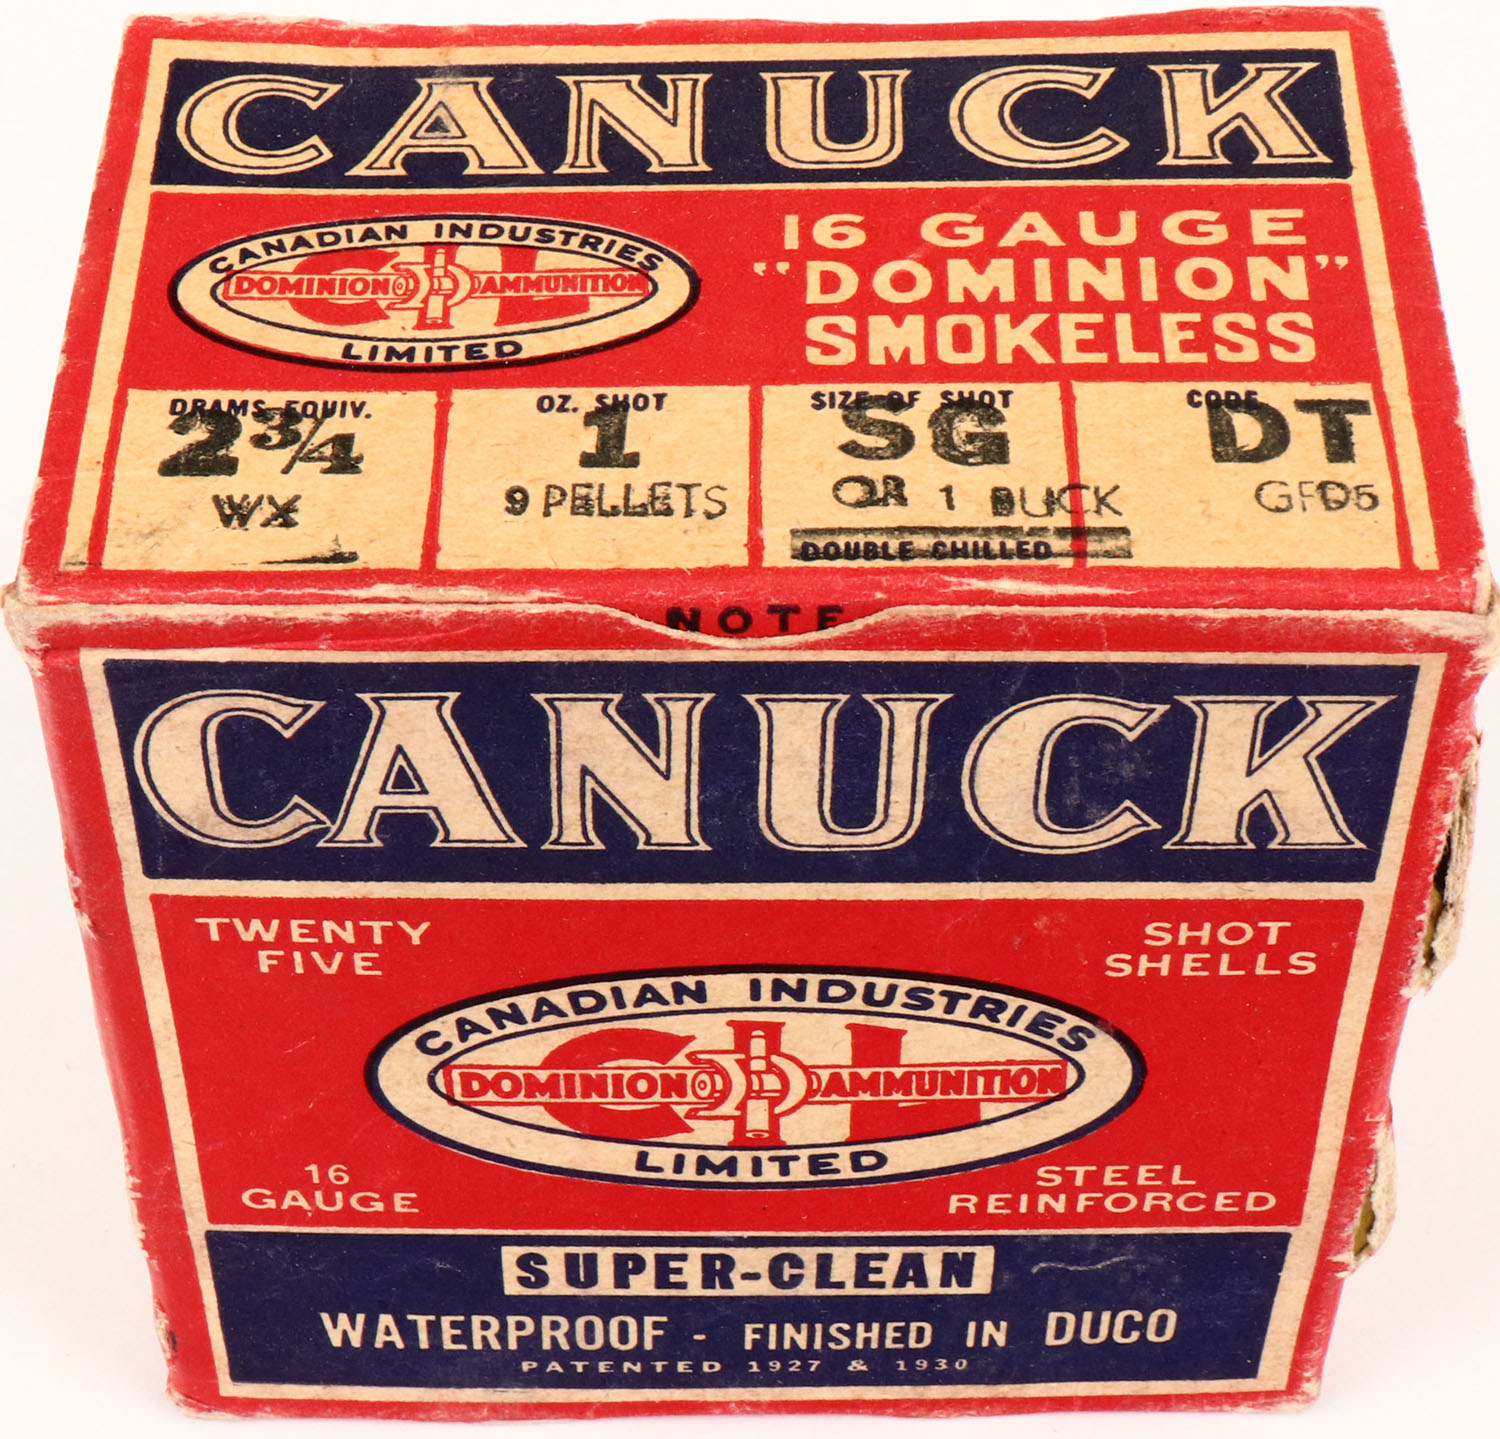 CANUCK
CANADIAN INDUSTRIES
DOMINION AMMUNITION
CIL
LIMITED
16 GAUGE
"DOMINION"
SMOKELESS
DRAMS EQUIV.
2¾
WX
OZ. SHOT
1
9 PELLETS
SIZE OF SHOT
SG
OR 1 BUCK
DOUBLE CHILLED
CODE
DT
NOTE
CANUCK
TWENTY
FIVE
SHOT
SHELLS
CANADIAN INDUSTRIES
DOMINION AMMUNITION
CIL
LIMITED
16
GAUGE
STEEL
REINFORCED
SUPER-CLEAN
WATERPROOF - FINISHED IN DUCO
PATENTED 1927 & 1930